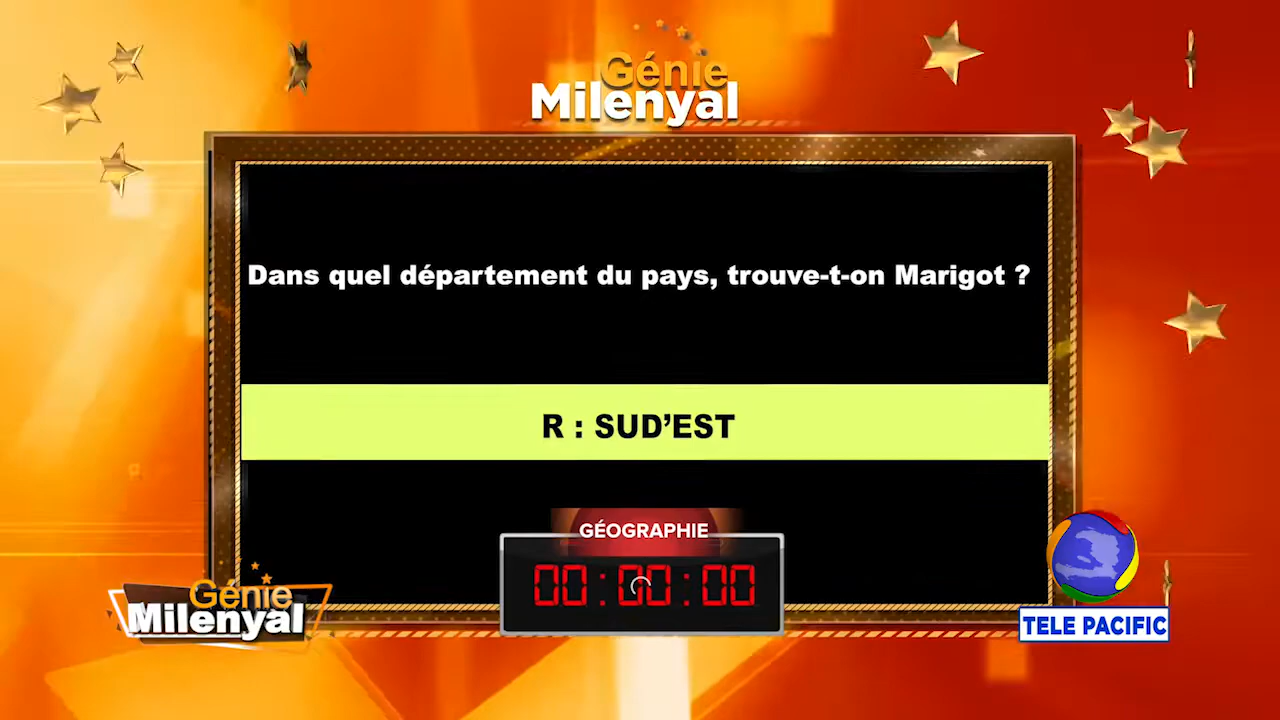 Génie
Milenyal
Dans quel département du pays, trouve-t-on Marigot ?
R : SUD’EST
GÉOGRAPHIE
00:00:00
Génie
Milenyal
TELE PACIFIC